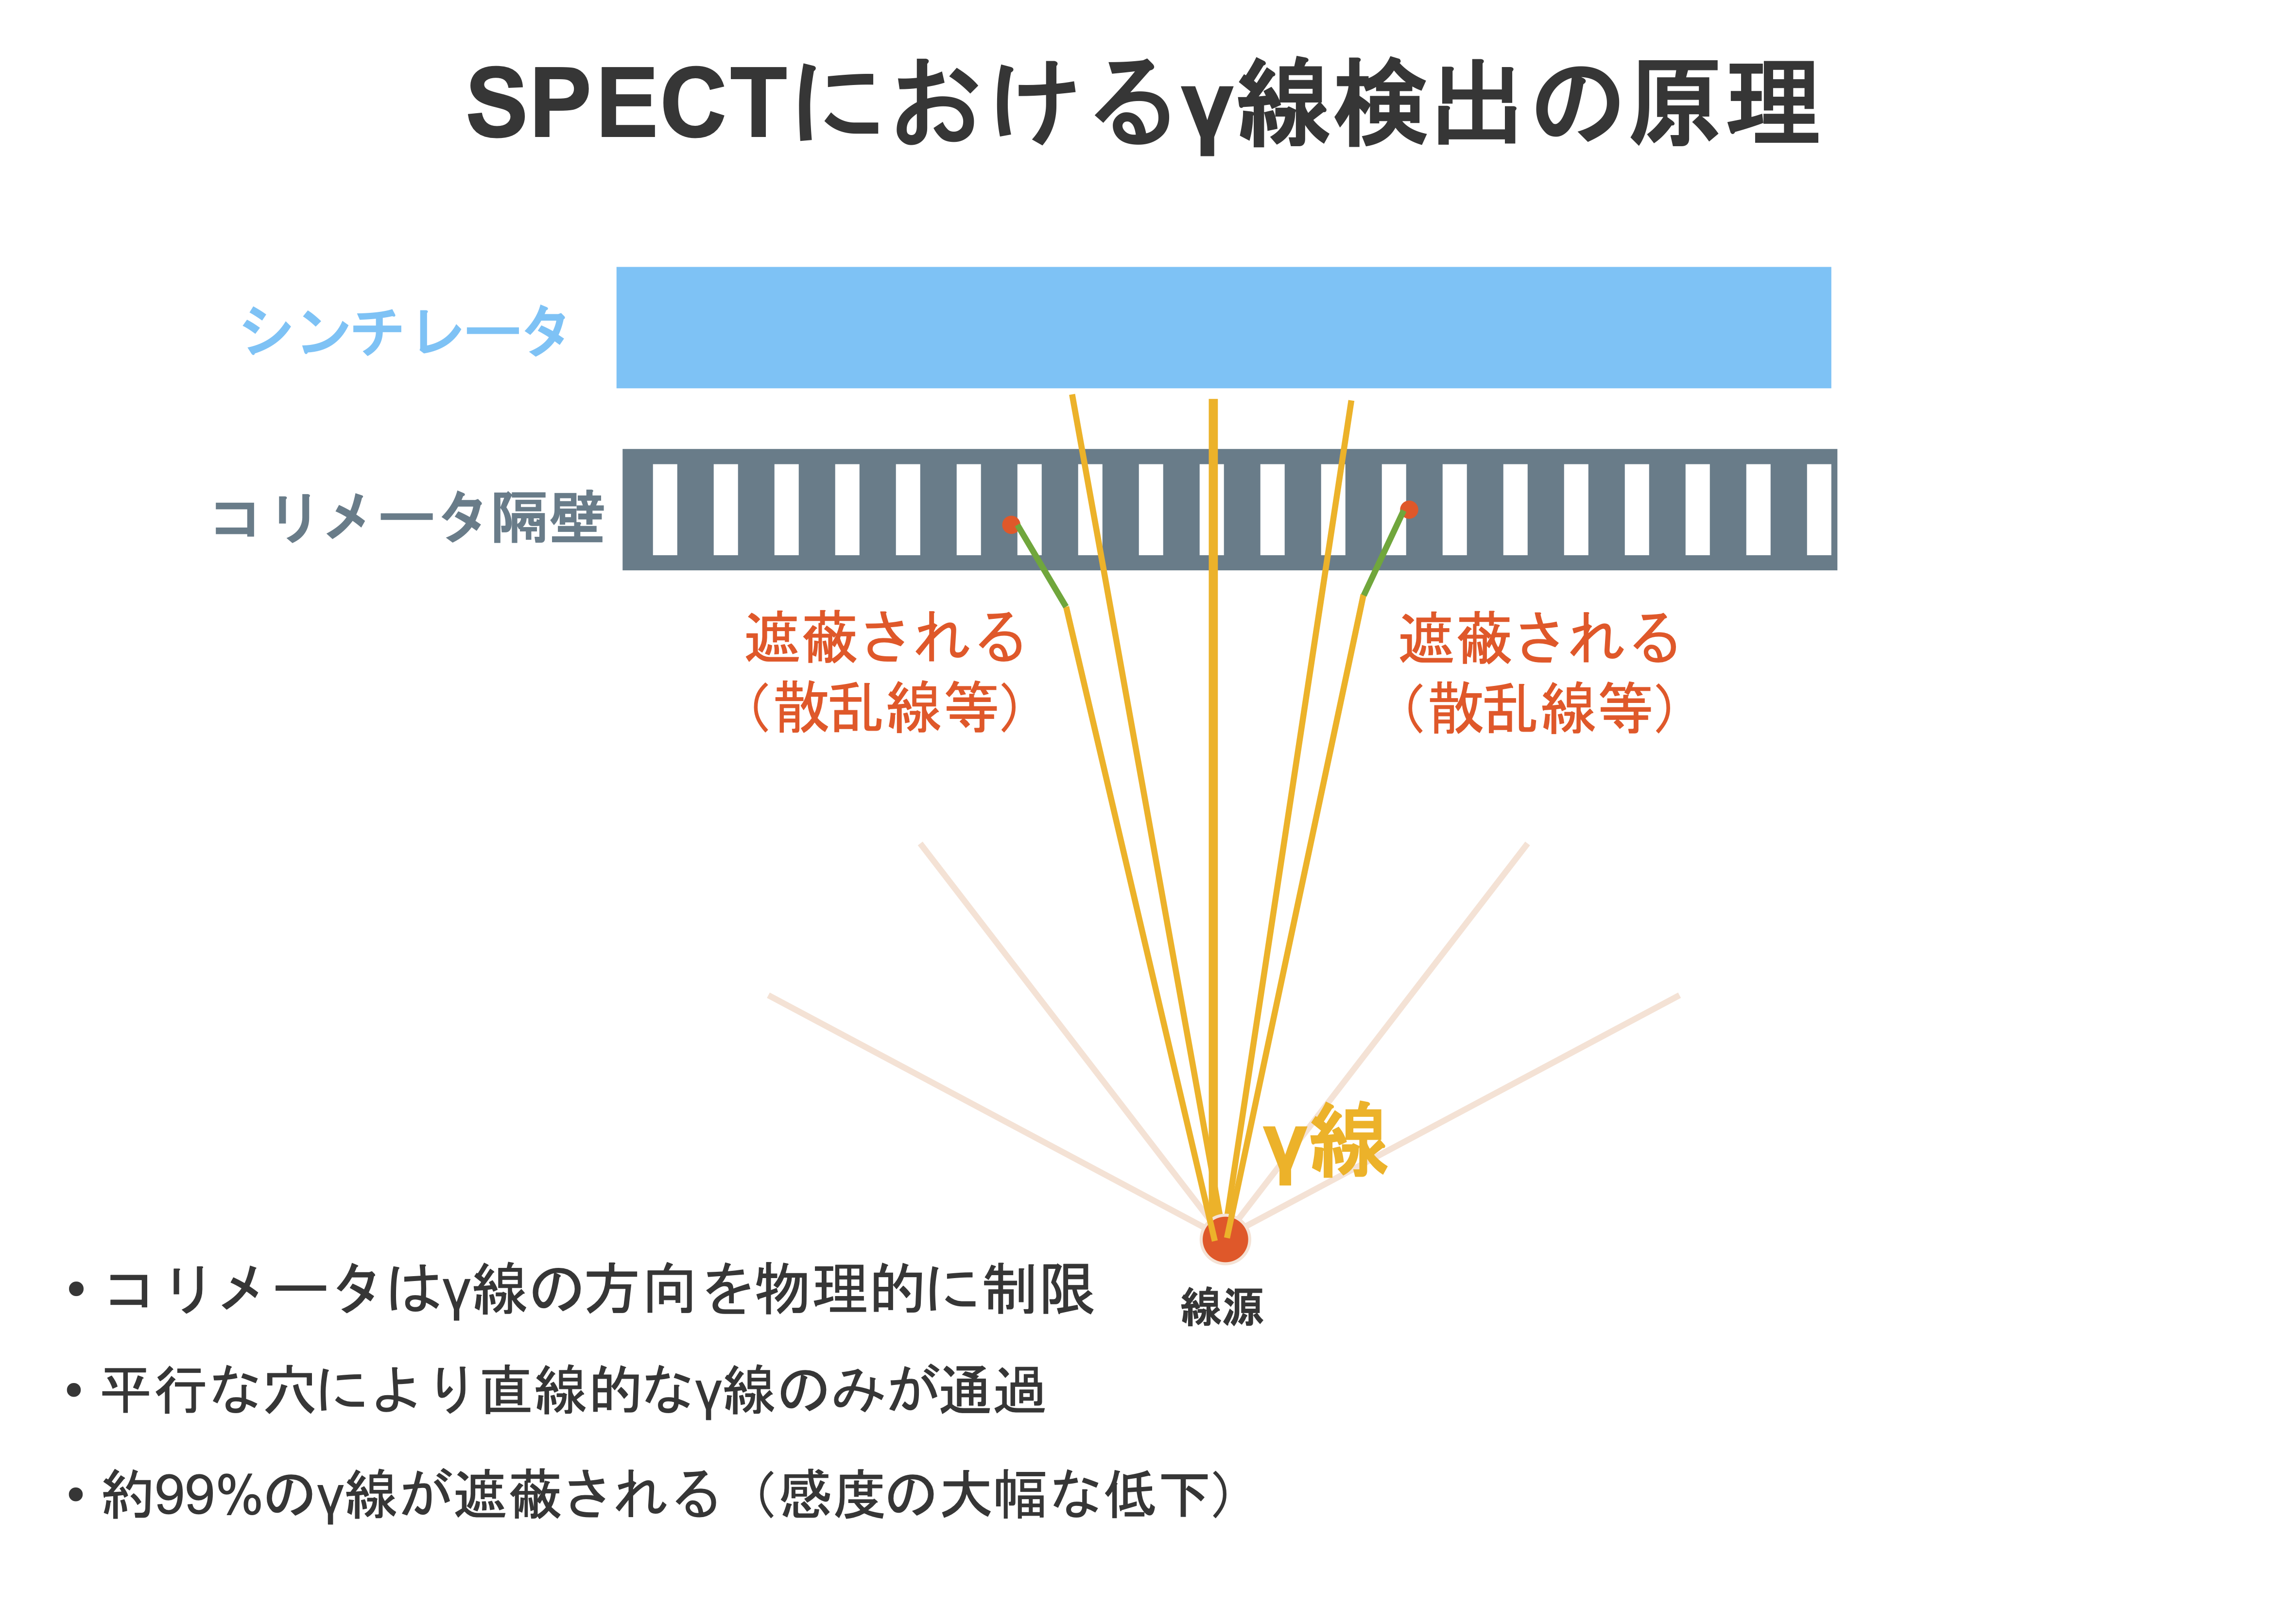 SPECTにおけるγ線検出の原理
シンチレータ
コリメータ隔壁
遮蔽される
（散乱線等）
遮蔽される
（散乱線等）
γ線
線源
• コリメータはγ線の方向を物理的に制限
• 平行な穴により直線的なγ線のみが通過
• 約99%のγ線が遮蔽される（感度の大幅な低下）